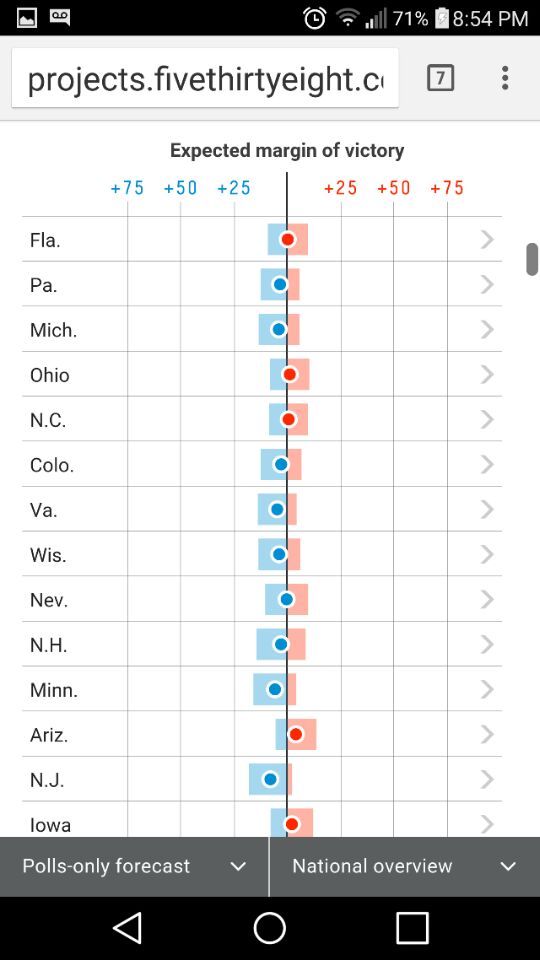 71% 8:54 PM
projects.fivethirtyeight.c 7
Expected margin of victory
+75 +50 +25 +25 +50 +75
Fla.
Pa.
Mich.
Ohio
N.C.
Colo.
Va.
Wis.
Nev.
N.H.
Minn.
Ariz.
N.J.
Iowa
Polls-only forecast National overview